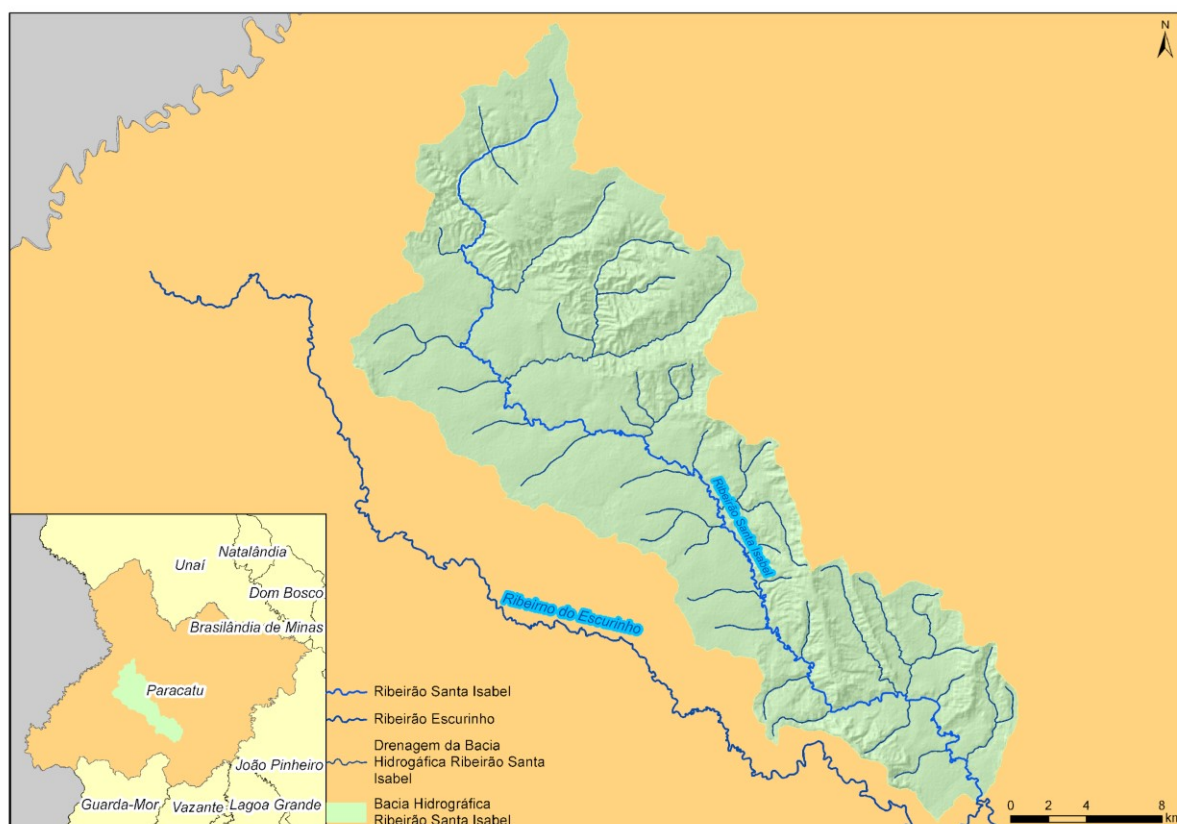 N
Ribeirão Santa Isabel
Ribeirno do Escurinho
Natalândia
Unaí
Dom Bosco
Brasilândia de Minas
Paracatu
João Pinheiro
Guarda-Mor
Vazante
Lagoa Grande
Ribeirão Santa Isabel
Ribeirão Escurinho
Drenagem da Bacia
Hidrogáfica Ribeirão Santa
Isabel
Bacia Hidrográfica
Ribeirão Santa Isabel
0 2 4 8
km